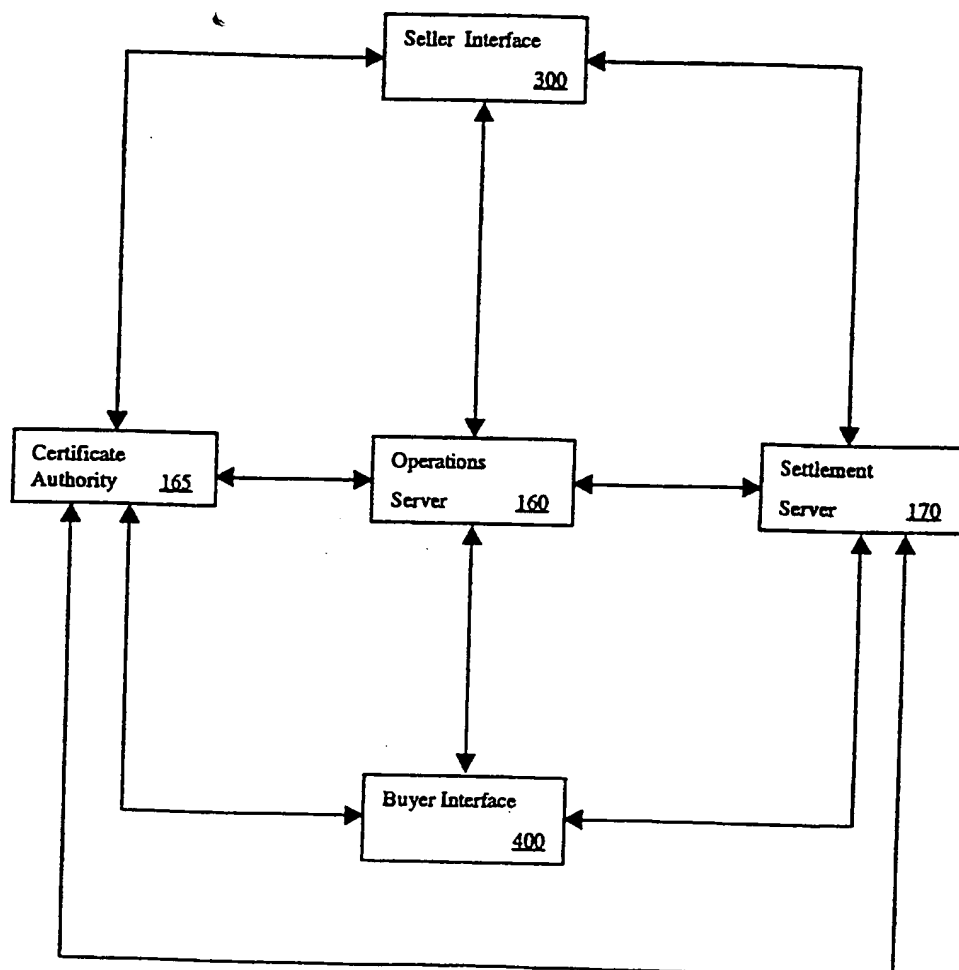 Seller Interface
300
Certificate
Authority 165
Operations
Server 160
Settlement
Server 170
Buyer Interface
400